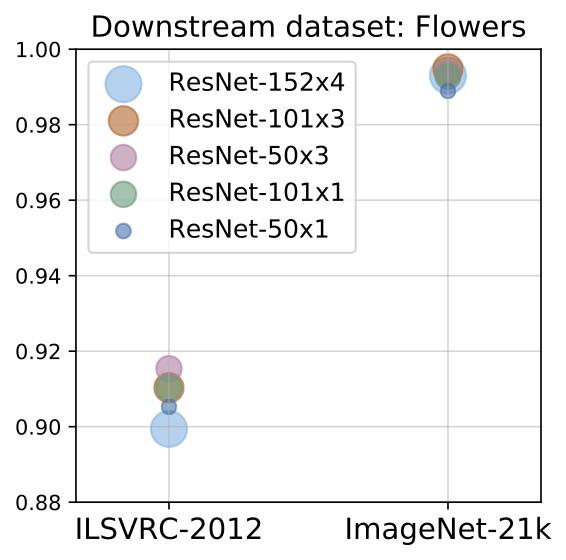 Downstream dataset: Flowers
1.00
0.98
0.96
0.94
0.92
0.90
0.88
ResNet-152x4
ResNet-101x3
ResNet-50x3
ResNet-101x1
ResNet-50x1
ILSVRC-2012
ImageNet-21k